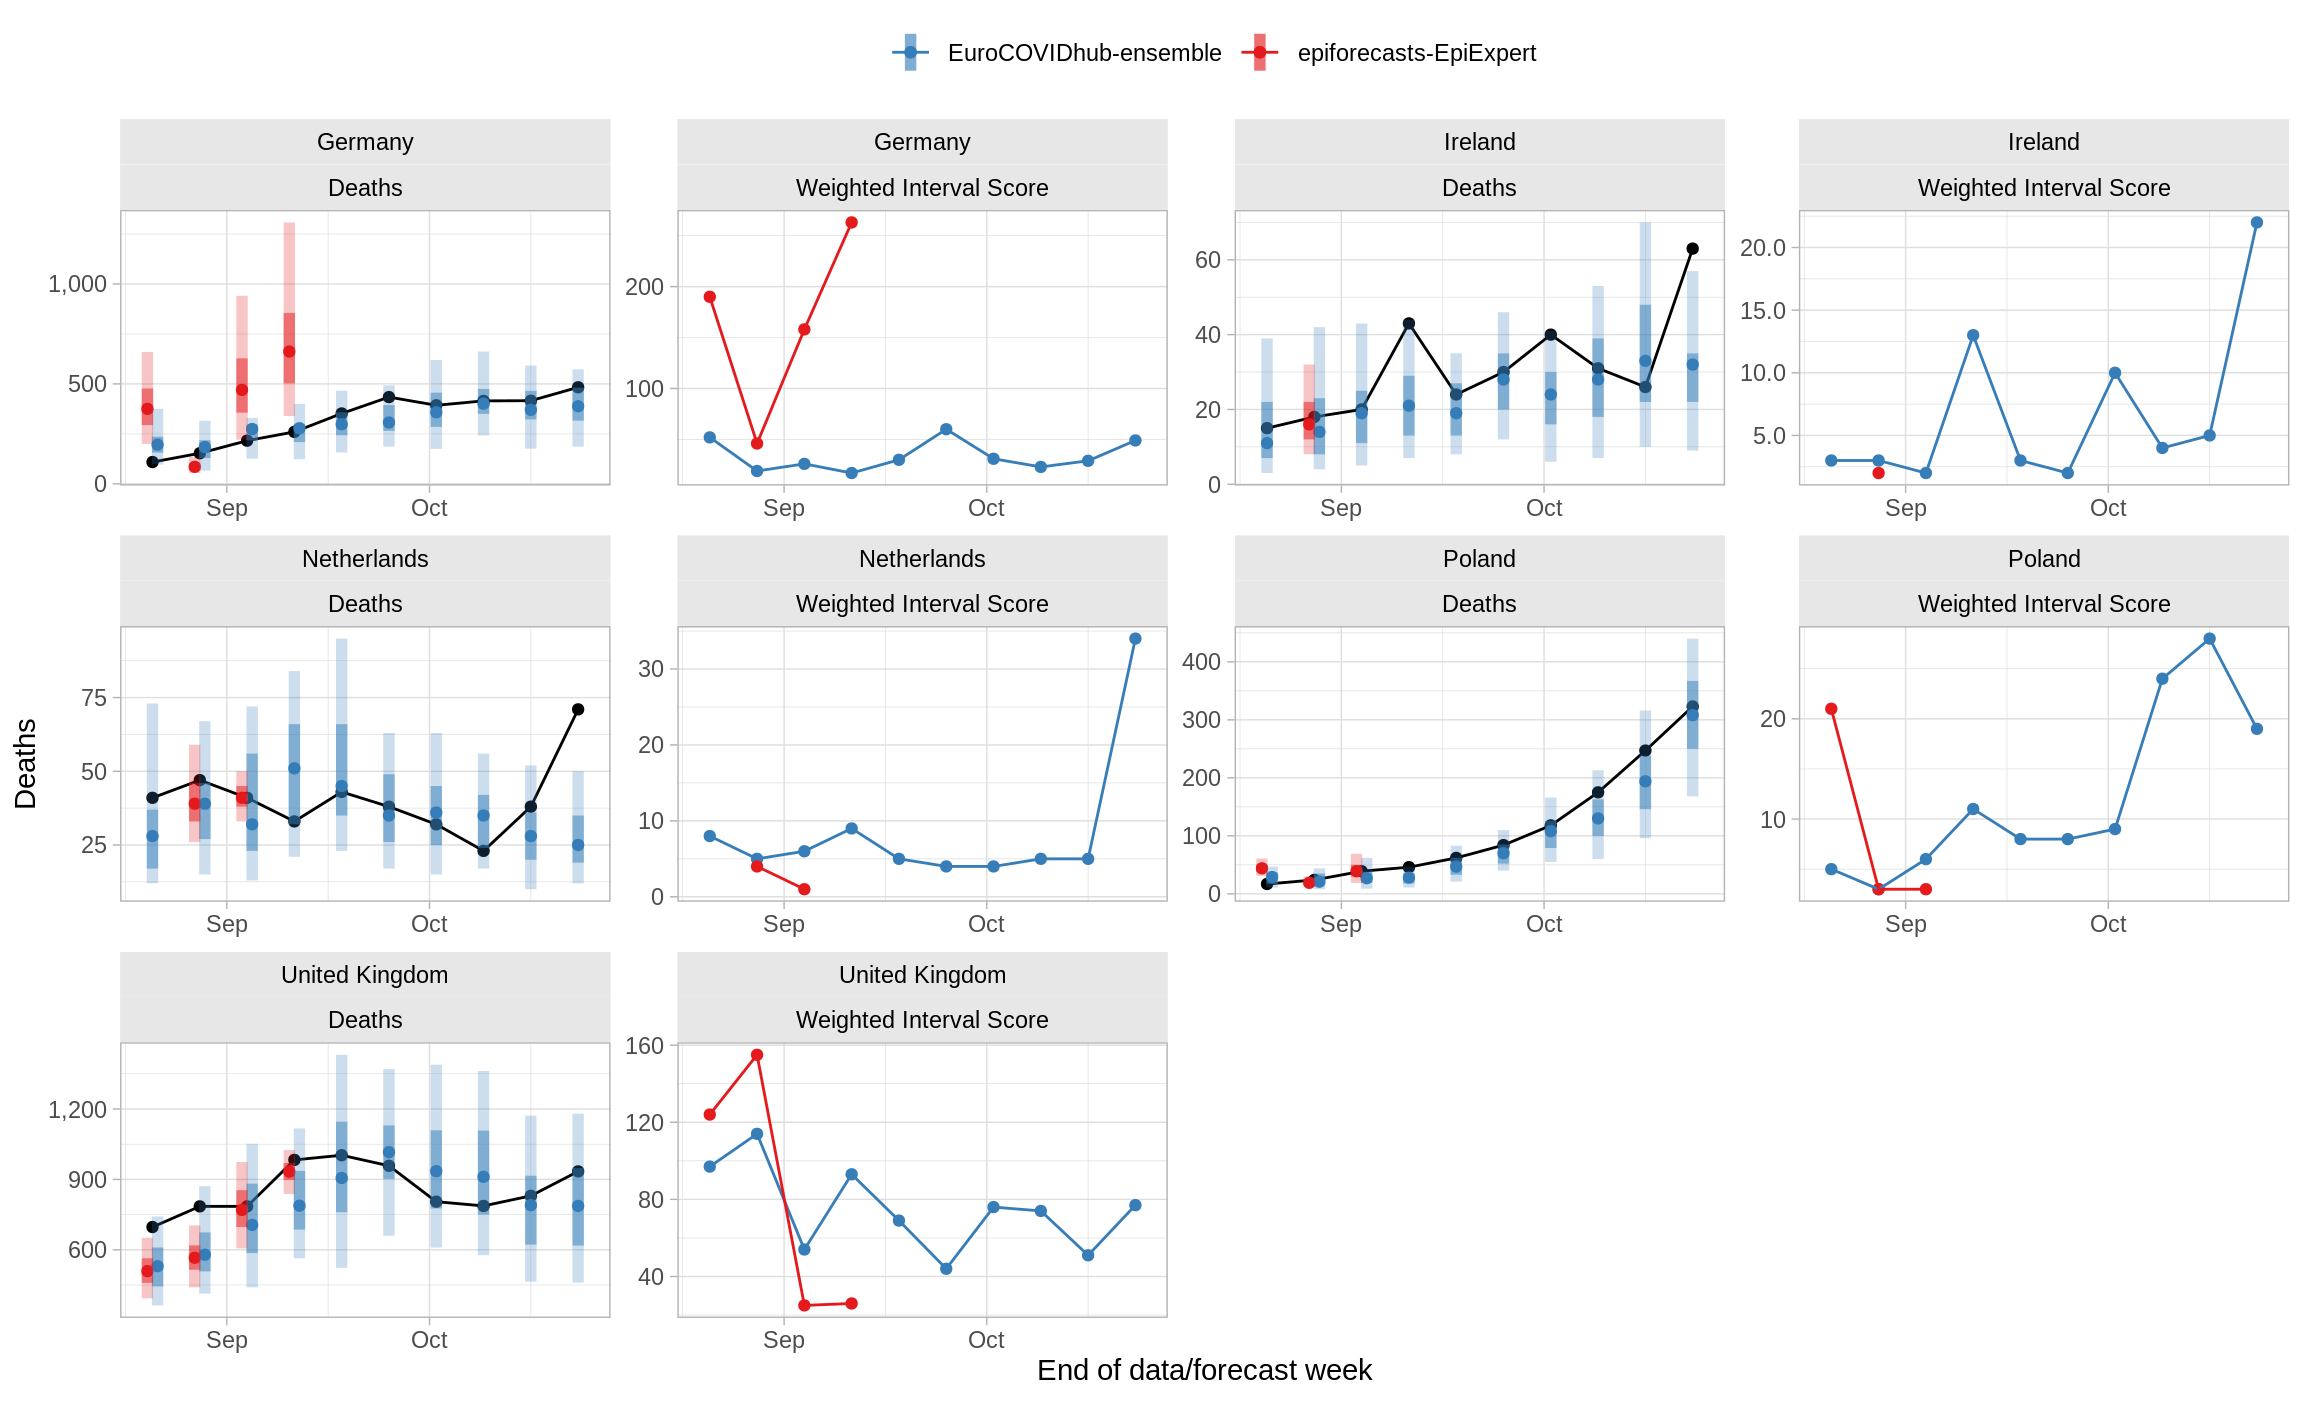 EuroCOVIDhub-ensemble epiforecasts-EpiExpert
Germany Germany Ireland Ireland
Deaths Weighted Interval Score Deaths Weighted Interval Score
1,000
500
0
200
100
60
40
20
0
20.0
15.0
10.0
5.0
Sep Oct Sep Oct Sep Oct Sep Oct
Netherlands Netherlands Poland Poland
Deaths Weighted Interval Score Deaths Weighted Interval Score
Deaths
75
50
25
30
20
10
0
400
300
200
100
0
20
10
Sep Oct Sep Oct Sep Oct Sep Oct
United Kingdom United Kingdom
Deaths Weighted Interval Score
1,200
900
600
160
120
80
40
Sep Oct Sep Oct
End of data/forecast week